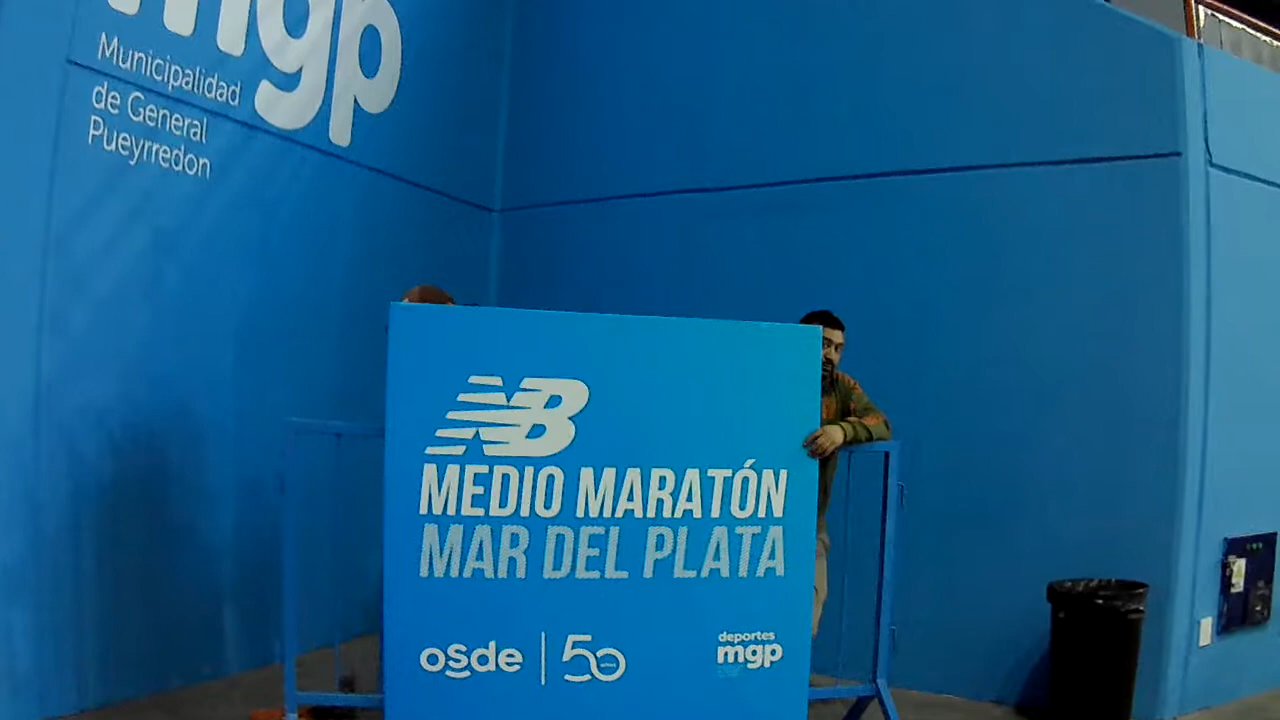 mgp
Municipalidad
de General
Pueyrredon
NB
MEDIO MARATÓN
MAR DEL PLATA
osde | 50
deportes
mgp